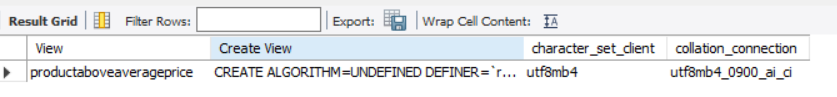 Result Grid Filter Rows: Export: Wrap Cell Content: IA
View Create View character_set_client collation_connection
productaboveaverageprice CREATE ALGORITHM=UNDEFINED DEFINER=`r... utf8mb4 utf8mb4_0900_ai_ci